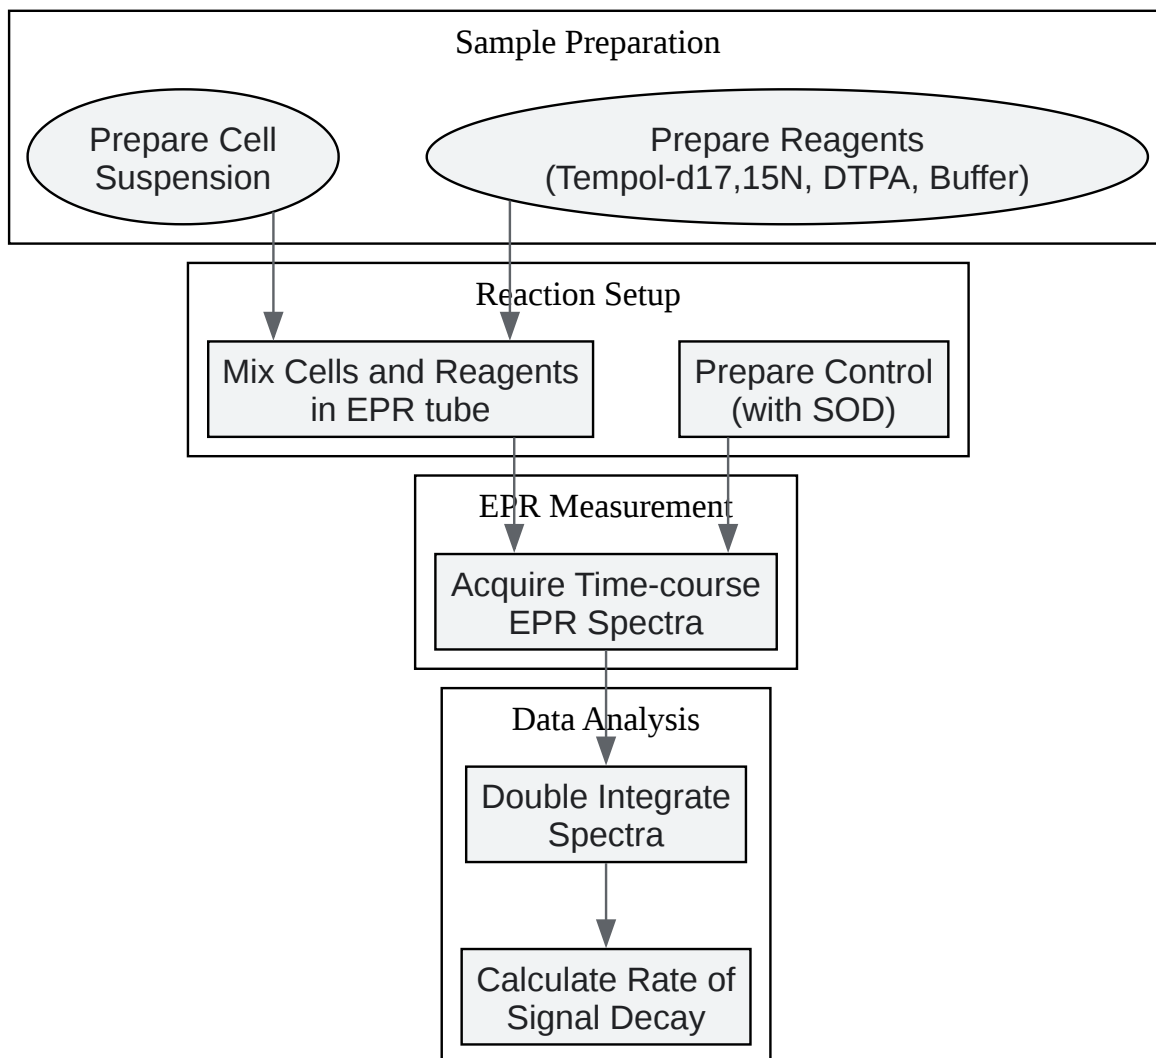 Sample Preparation
Prepare Cell
Suspension
Prepare Reagents
(Tempol-d17,15N, DTPA, Buffer)
Reaction Setup
Mix Cells and Reagents
in EPR tube
Prepare Control
(with SOD)
EPR Measurement
Acquire Time-course
EPR Spectra
Data Analysis
Double Integrate
Spectra
Calculate Rate of
Signal Decay